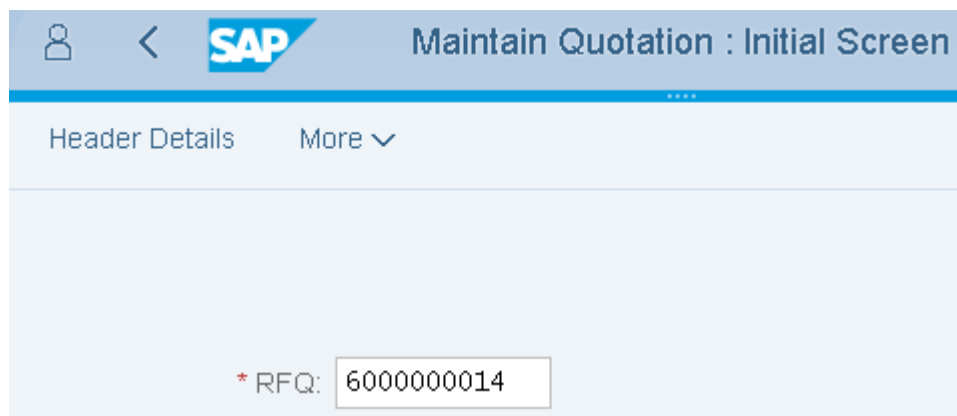 SAP Maintain Quotation : Initial Screen
Header Details More
* RFQ: 6000000014